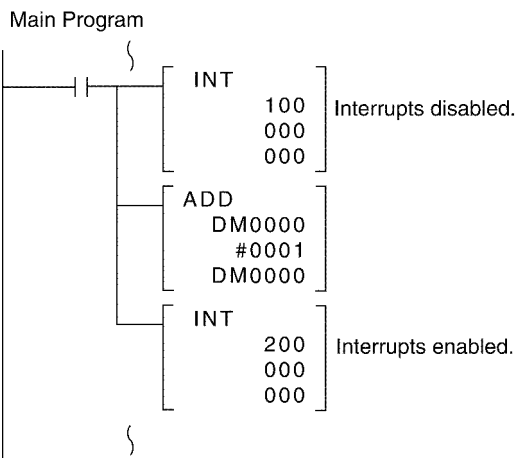 Main Program
INT
100
Interrupts disabled.
000
000
ADD
DM0000
#0001
DM0000
INT
200
Interrupts enabled.
000
000